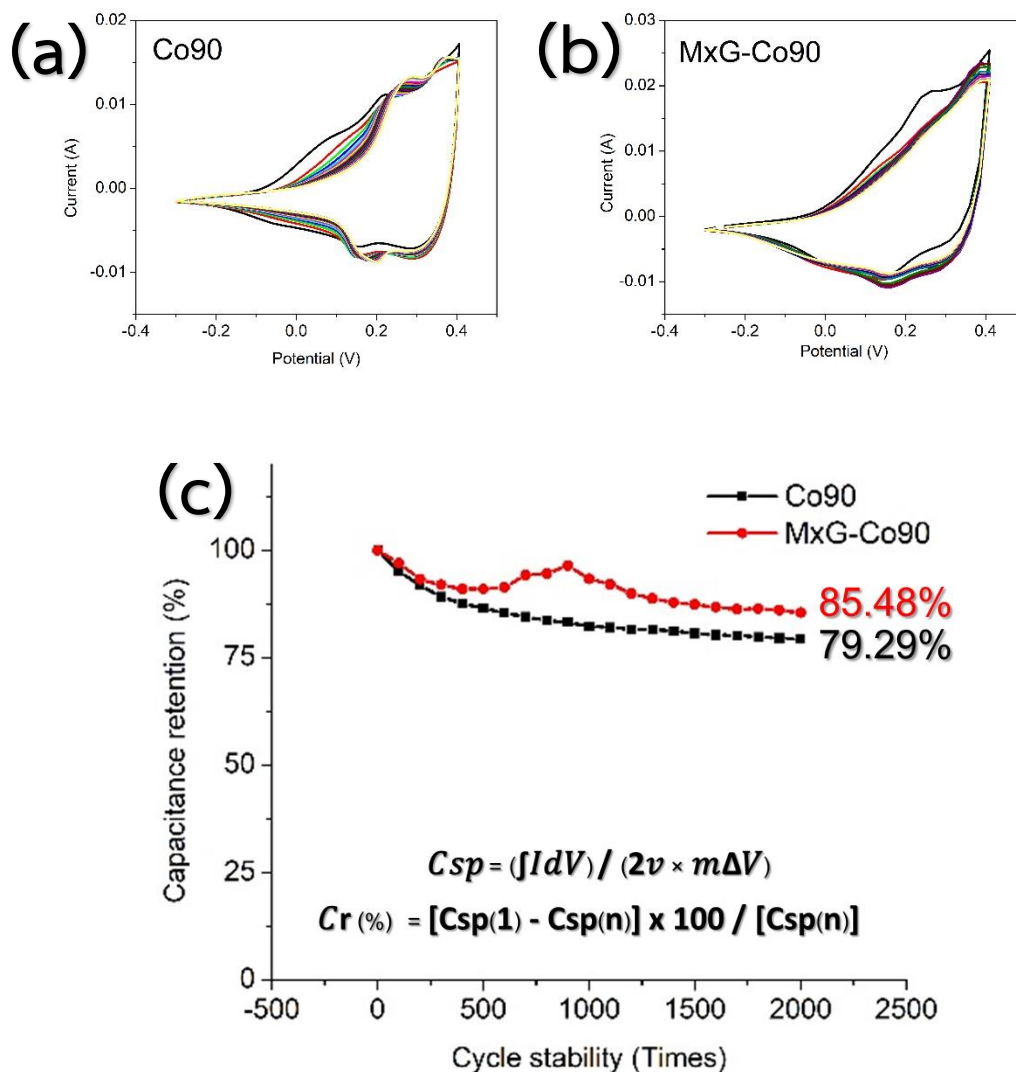 (a)
Co90
0.02
0.01
0.00
-0.01
Current (A)
-0.4
-0.2
0.0
0.2
0.4
Potential (V)
(b)
MxG-Co90
0.03
0.02
0.01
0.00
-0.01
Current (A)
-0.4
-0.2
0.0
0.2
0.4
Potential (V)
(c)
Co90
MxG-Co90
100
75
50
25
0
Capacitance retention (%)
85.48%
79.29%
Csp = (∫IdV) / (2v × m∆V)
Cr (%) = [Csp(1) - Csp(n)] x 100 / [Csp(n)]
-500
0
500
1000
1500
2000
2500
Cycle stability (Times)